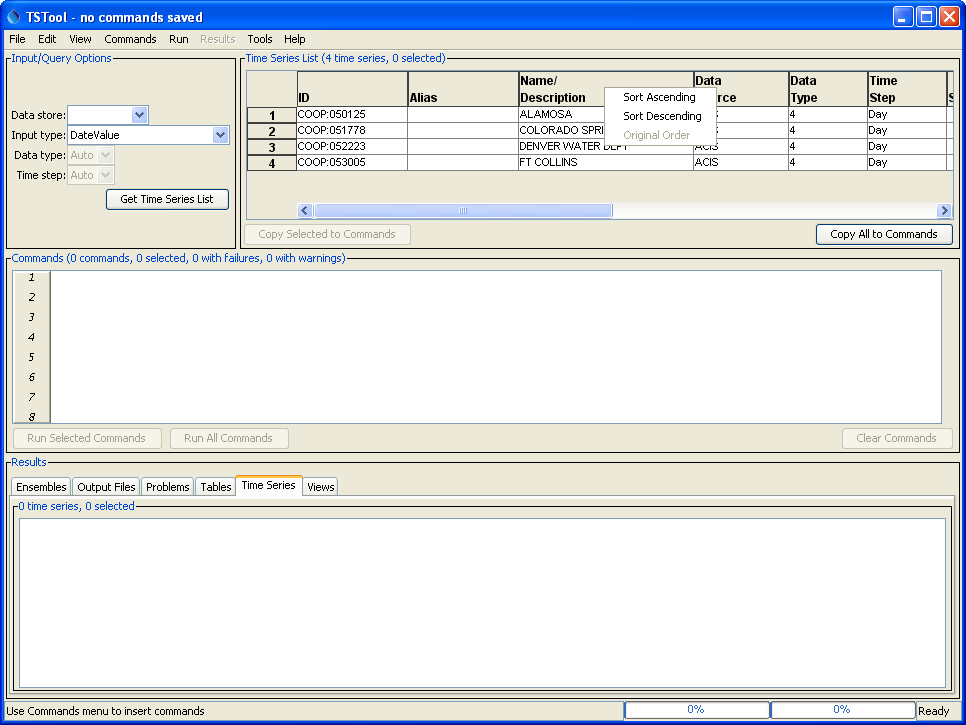 TSTool - no commands saved
File Edit View Commands Run Results Tools Help
Input/Query Options
Data store:
Input type: DateValue
Data type: Auto
Time step: Auto
Get Time Series List
Time Series List (4 time series, 0 selected)
ID Alias Name/ Description Data rce Data Type Time Step S
1 COOP:050125 ALAMOSA S 4 Day
2 COOP:051778 COLORADO SPRI S 4 Day
3 COOP:052223 DENVER WATER DEPT ACIS 4 Day
4 COOP:053005 FT COLLINS ACIS 4 Day
Sort Ascending
Sort Descending
Original Order
Copy Selected to Commands
Copy All to Commands
Commands (0 commands, 0 selected, 0 with failures, 0 with warnings)
1
2
3
4
5
6
7
8
Run Selected Commands Run All Commands Clear Commands
Results
Ensembles Output Files Problems Tables Time Series Views
0 time series, 0 selected
Use Commands menu to insert commands 0% 0% Ready